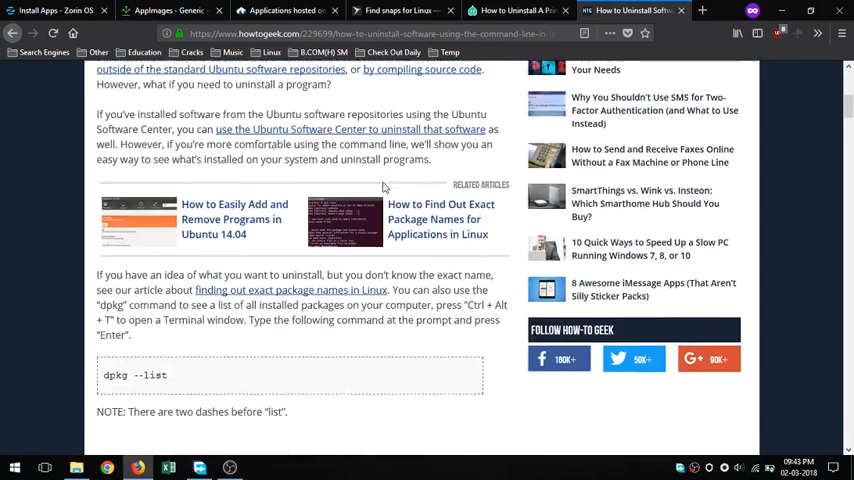 Install Apps - Zorin OS
AppImages - Generic
Applications hosted on
Find snaps for Linux —
How to Uninstall A Pri
How to Uninstall Softw
https://www.howtogeek.com/229699/how-to-uninstall-software-using-the-command-line-in-l
Search
Search Engines
Other
Education
Cracks
Music
Linux
B.COM(H) SM
Check Out Daily
Temp
outside of the standard Ubuntu software repositories, or by compiling source code.
However, what if you need to uninstall a program?
If you've installed software from the Ubuntu software repositories using the Ubuntu
Software Center, you can use the Ubuntu Software Center to uninstall that software as
well. However, if you're more comfortable using the command line, we'll show you an
easy way to see what's installed on your system and uninstall programs.
RELATED ARTICLES
How to Easily Add and
Remove Programs in
Ubuntu 14.04
How to Find Out Exact
Package Names for
Applications in Linux
If you have an idea of what you want to uninstall, but you don't know the exact name,
see our article about finding out exact package names in Linux. You can also use the
“dpkg” command to see a list of all installed packages on your computer, press “Ctrl + Alt
+ T” to open a Terminal window. Type the following command at the prompt and press
“Enter”.
dpkg --list
NOTE: There are two dashes before “list”.
Your Needs
Why You Shouldn't Use SMS for Two-
Factor Authentication (and What to Use
Instead)
How to Send and Receive Faxes Online
Without a Fax Machine or Phone Line
SmartThings vs. Wink vs. Insteon:
Which Smarthome Hub Should You
Buy?
10 Quick Ways to Speed Up a Slow PC
Running Windows 7, 8, or 10
8 Awesome iMessage Apps (That Aren't
Silly Sticker Packs)
FOLLOW HOW-TO GEEK
160K+
50K+
G+ 90K+
09:43 PM
02-03-2018